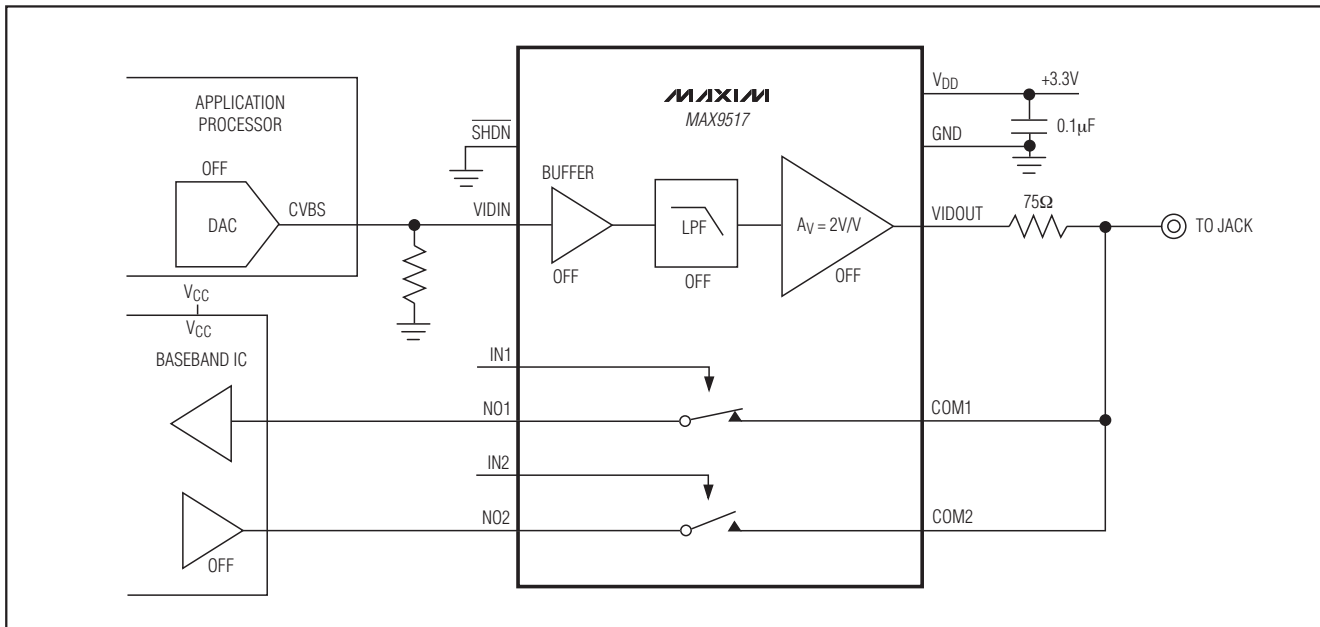 APPLICATION
PROCESSOR
OFF
DAC
CVBS
VCC
VCC
BASEBAND IC
OFF
MAXIM
MAX9517
SHDN
VIDIN
BUFFER
OFF
LPF
OFF
AV = 2V/V
OFF
VDD
+3.3V
0.1μF
GND
VIDOUT
75Ω
TO JACK
IN1
NO1
COM1
IN2
NO2
COM2